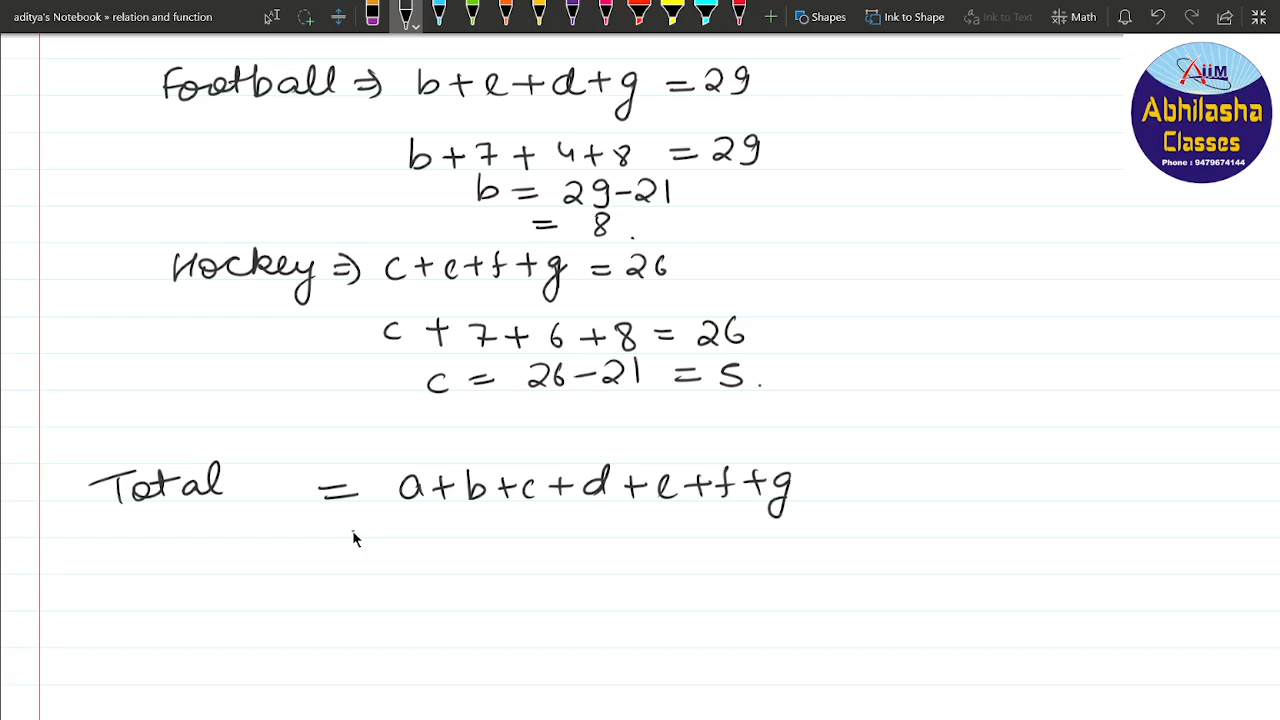 aditya's Notebook » relation and function
Shapes Ink to Shape Ink to Text Math
AIIM
Abhilasha
Classes
Phone : 9479674144
Football ⇒ b+e+d+g = 29
b+7+4+8 = 29
b = 29-21
= 8.
Hockey ⇒ c+e+f+g = 26
c + 7+6+8 = 26
c = 26-21 = 5.
Total = a+b+c+d+e+f+g